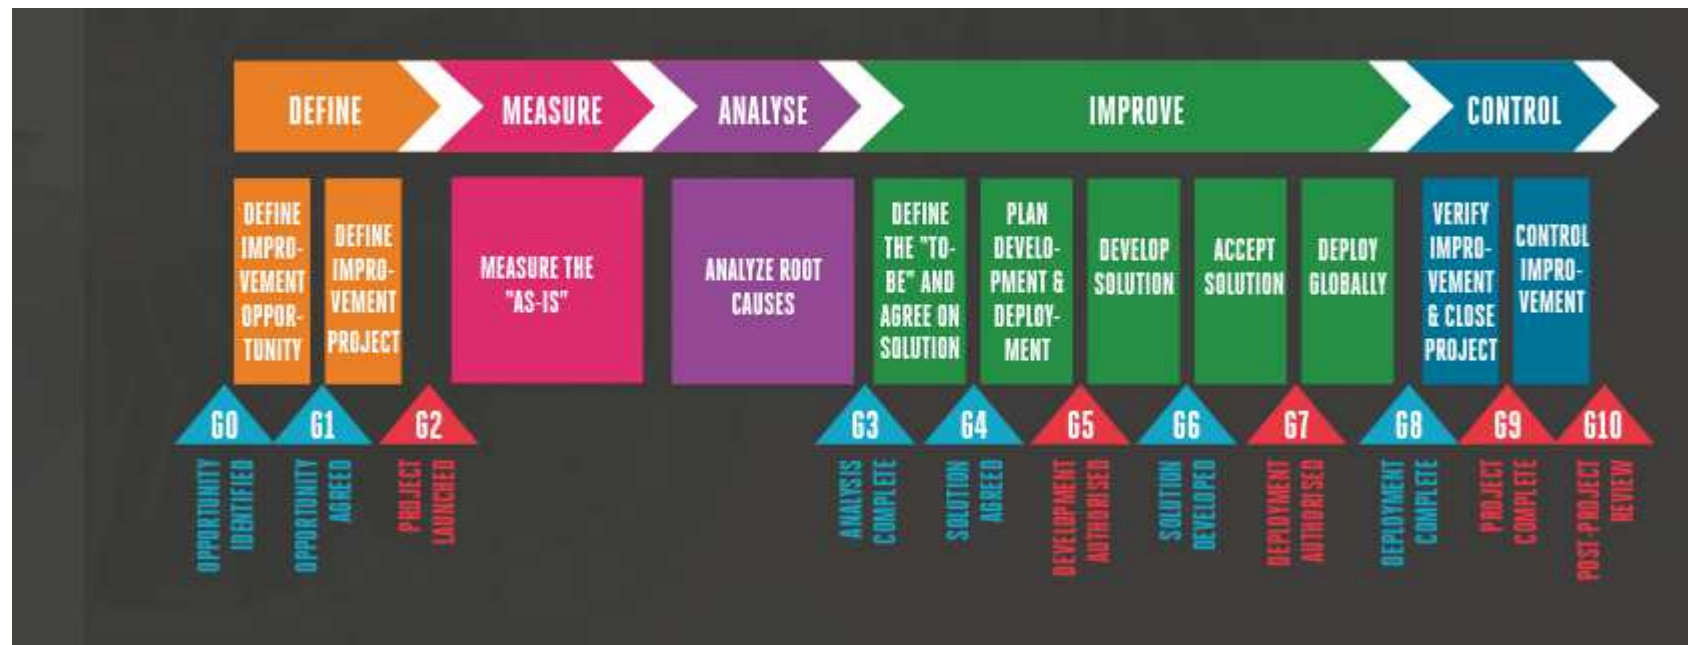 DEFINE
MEASURE
ANALYSE
IMPROVE
CONTROL
DEFINE
IMPRO-
VEMENT
OPPOR-
TUNITY
DEFINE
IMPRO-
VEMENT
PROJECT
MEASURE THE
"AS-IS"
ANALYZE ROOT
CAUSES
DEFINE
THE "TO-
BE" AND
AGREE ON
SOLUTION
PLAN
DEVELO-
PMENT &
DEPLOY-
MENT
DEVELOP
SOLUTION
ACCEPT
SOLUTION
DEPLOY
GLOBALLY
VERIFY
IMPRO-
VEMENT
& CLOSE
PROJECT
CONTROL
IMPRO-
VEMENT
G0
G1
G2
G3
G4
G5
G6
G7
G8
G9
G10
OPPORTUNITY
IDENTIFIED
OPPORTUNITY
AGREED
PROJECT
LAUNCHED
ANALYSIS
COMPLETE
SOLUTION
AGREED
DEVELOPMENT
AUTHORISED
SOLUTION
DEVELOPED
DEPLOYMENT
AUTHORISED
DEPLOYMENT
COMPLETE
PROJECT
COMPLETE
POST-PROJECT
REVIEW